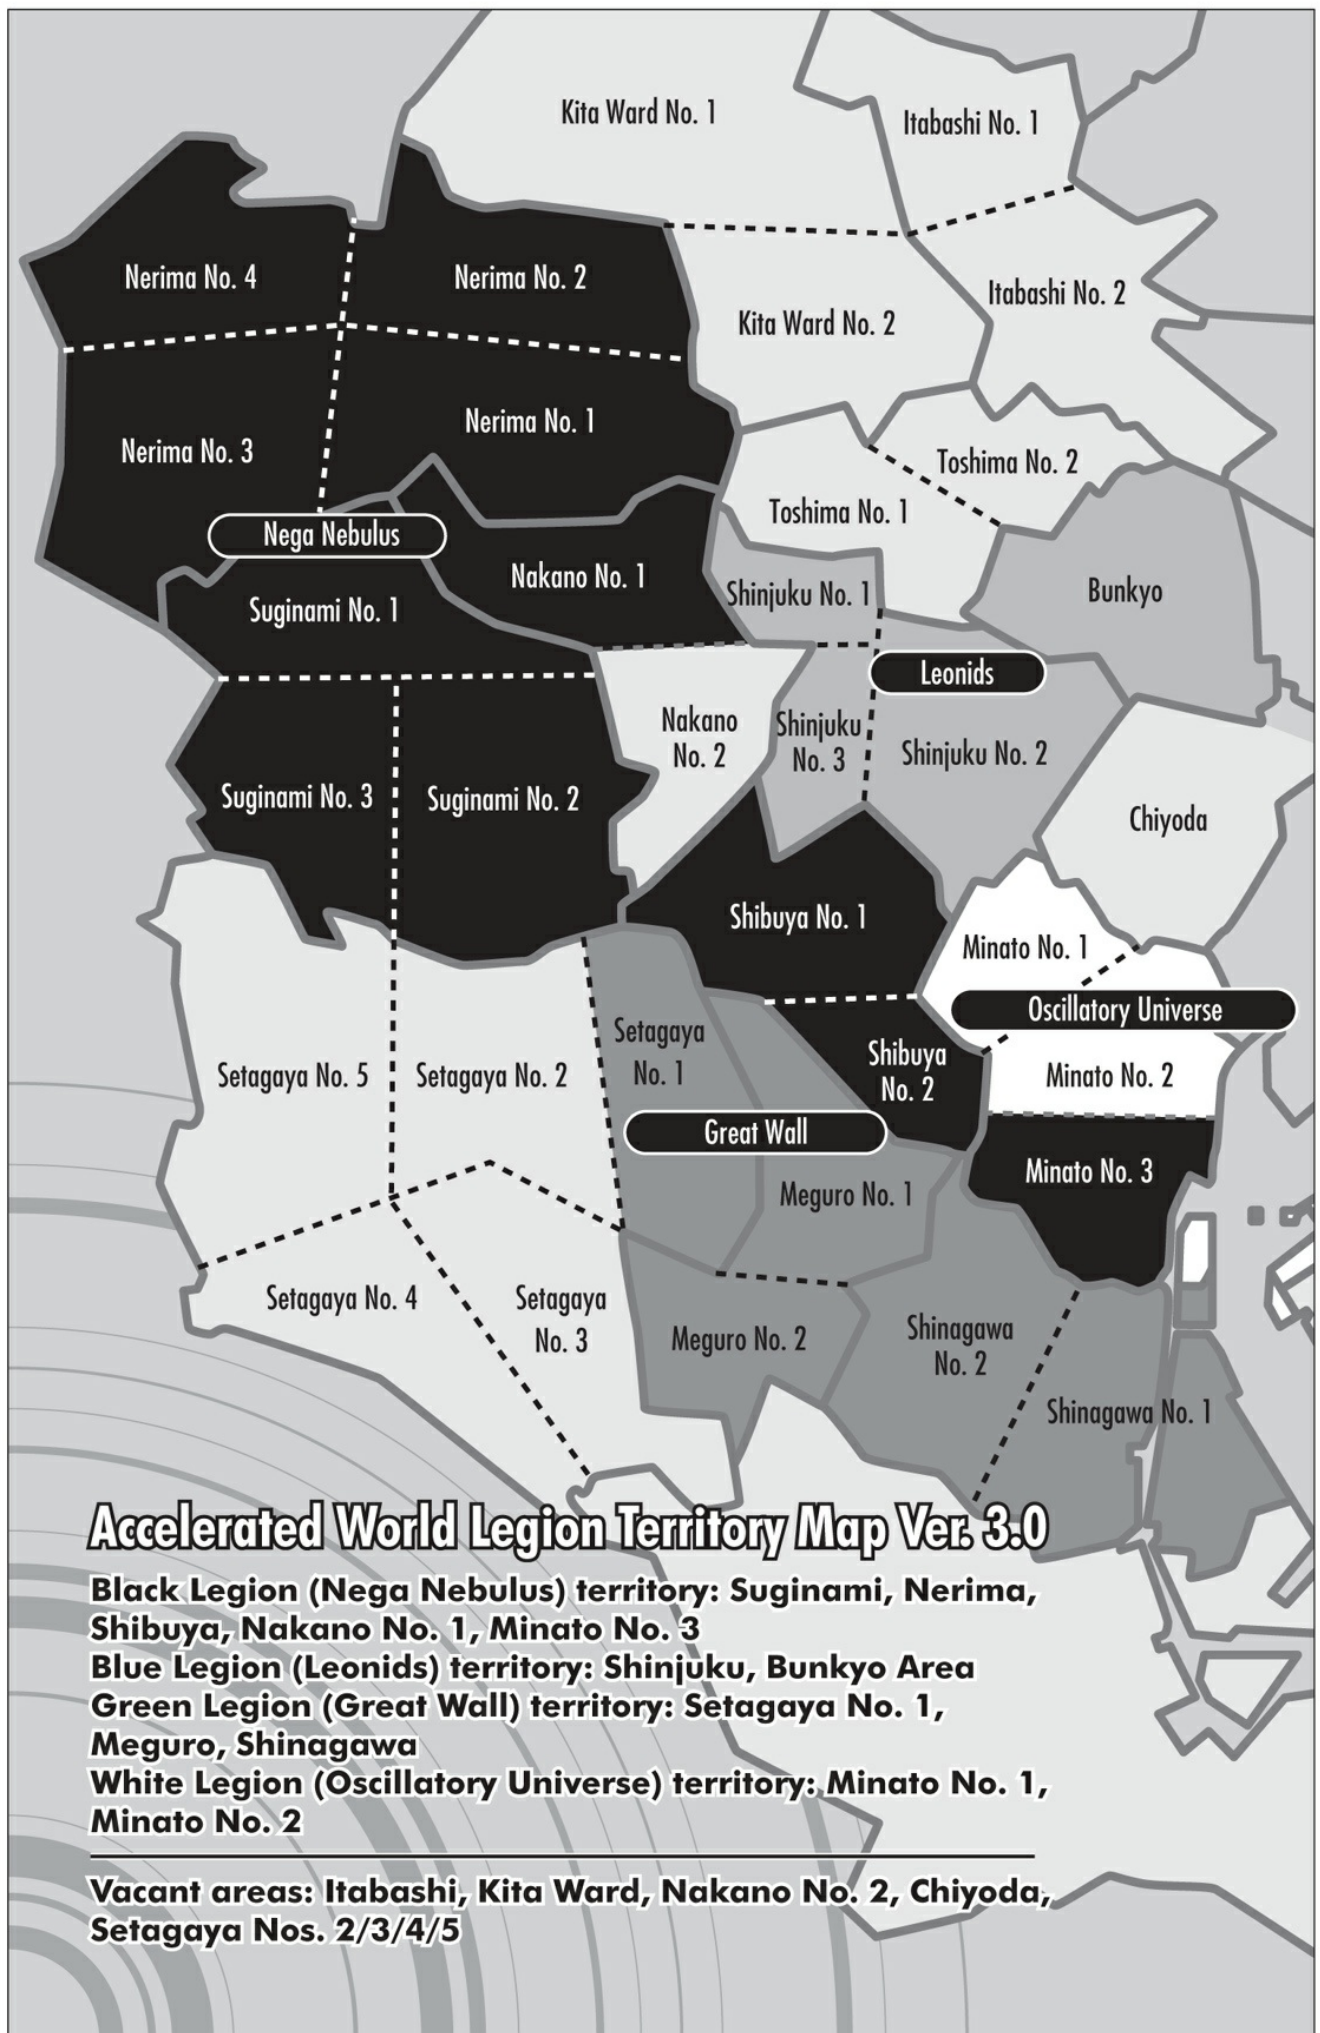 Kita Ward No. 1
Itabashi No. 1
Nerima No. 4
Nerima No. 2
Itabashi No. 2
Kita Ward No. 2
Nerima No. 1
Nerima No. 3
Toshima No. 2
Toshima No. 1
Nega Nebulus
Nakano No. 1
Shinjuku No. 1
Bunkyo
Suginami No. 1
Leonids
Nakano
No. 2
Shinjuku
No. 3
Shinjuku No. 2
Suginami No. 3
Suginami No. 2
Chiyoda
Shibuya No. 1
Minato No. 1
Oscillatory Universe
Setagaya
No. 1
Shibuya
No. 2
Setagaya No. 5
Setagaya No. 2
Minato No. 2
Great Wall
Minato No. 3
Meguro No. 1
Setagaya No. 4
Setagaya
No. 3
Meguro No. 2
Shinagawa
No. 2
Shinagawa No. 1
Accelerated World Legion Territory Map Ver. 3.0
Black Legion (Nega Nebulus) territory: Suginami, Nerima,
Shibuya, Nakano No. 1, Minato No. 3
Blue Legion (Leonids) territory: Shinjuku, Bunkyo Area
Green Legion (Great Wall) territory: Setagaya No. 1,
Meguro, Shinagawa
White Legion (Oscillatory Universe) territory: Minato No. 1,
Minato No. 2
Vacant areas: Itabashi, Kita Ward, Nakano No. 2, Chiyoda,
Setagaya Nos. 2/3/4/5